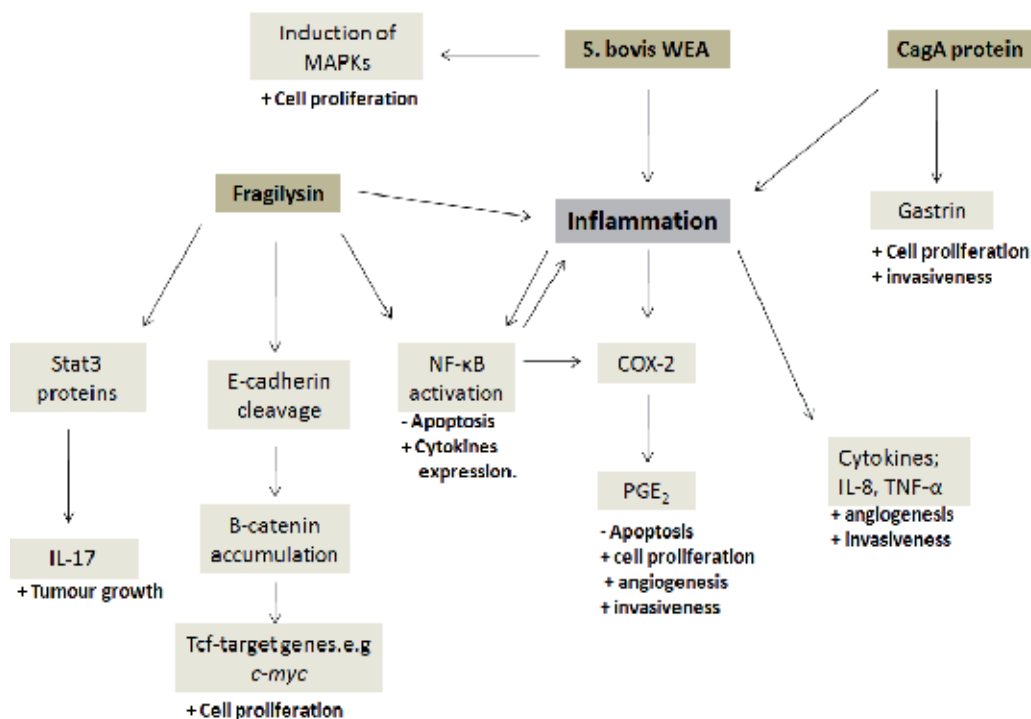 Induction of
MAPKs
+ Cell proliferation
S. bovis WEA
CagA protein
Fragilysin
Inflammation
Gastrin
+ Cell proliferation
+ invasiveness
Stat3
proteins
E-cadherin
cleavage
NF-κB
activation
- Apoptosis
+ Cytokines
expression.
COX-2
Cytokines;
IL-8, TNF-α
+ angiogenesis
+ invasiveness
IL-17
+ Tumour growth
B-catenin
accumulation
PGE₂
- Apoptosis
+ cell proliferation
+ angiogenesis
+ invasiveness
Tcf-target genes.e.g
c-myc
+ Cell proliferation